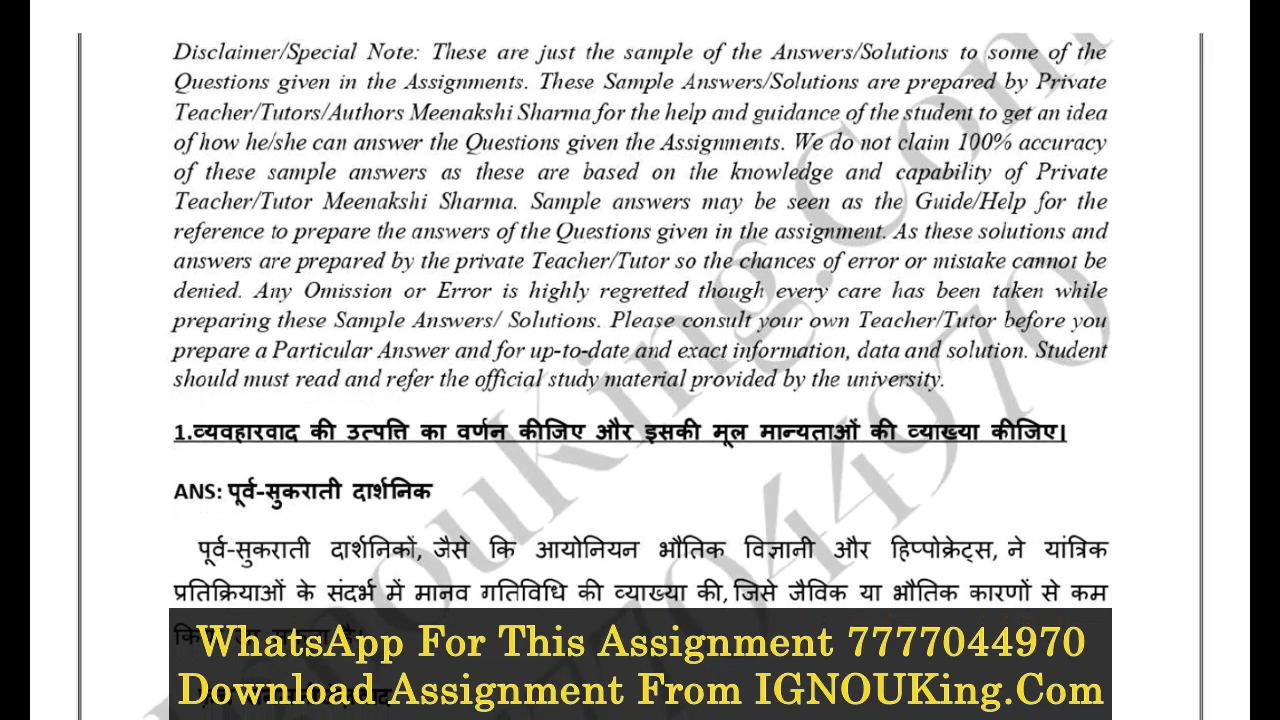 Disclaimer/Special Note: These are just the sample of the Answers/Solutions to some of the
Questions given in the Assignments. These Sample Answers/Solutions are prepared by Private
Teacher/Tutors/Authors Meenakshi Sharma for the help and guidance of the student to get an idea
of how he/she can answer the Questions given the Assignments. We do not claim 100% accuracy
of these sample answers as these are based on the knowledge and capability of Private
Teacher/Tutor Meenakshi Sharma. Sample answers may be seen as the Guide/Help for the
reference to prepare the answers of the Questions given in the assignment. As these solutions and
answers are prepared by the private Teacher/Tutor so the chances of error or mistake cannot be
denied. Any Omission or Error is highly regretted though every care has been taken while
preparing these Sample Answers/ Solutions. Please consult your own Teacher/Tutor before you
prepare a Particular Answer and for up-to-date and exact information, data and solution. Student
should must read and refer the official study material provided by the university.
1.व्यवहारवाद की उत्पत्ति का वर्णन कीजिए और इसकी मूल मान्यताओं की व्याख्या कीजिए।
ANS: पूर्व-सुकराती दार्शनिक
पूर्व-सुकराती दार्शनिकों, जैसे कि आयोनियन भौतिक विज्ञानी और हिप्पोक्रेट्स, ने यांत्रिक
प्रतिक्रियाओं के संदर्भ में मानव गतिविधि की व्याख्या की, जिसे जैविक या भौतिक कारणों से कम
WhatsApp For This Assignment 7777044970
Download Assignment From IGNOUKing.Com